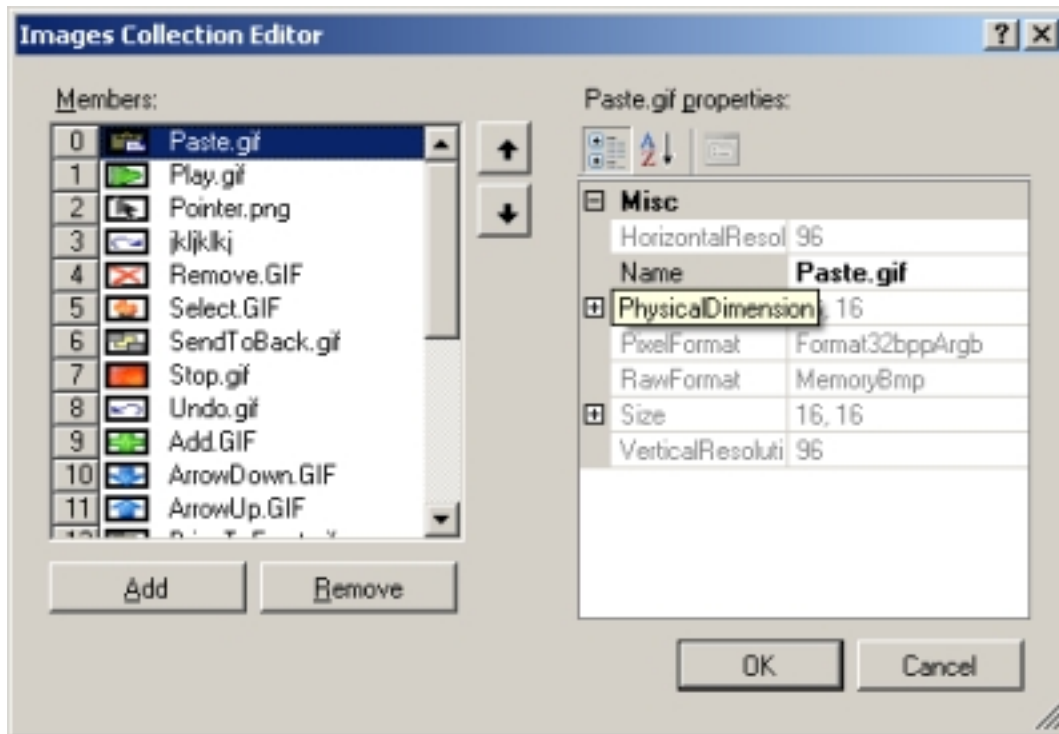 Images Collection Editor
Members:
Paste.gif properties:
0 Paste.gif
1 Play.gif
2 Pointer.png
3 jkljklkj
4 Remove.GIF
5 Select.GIF
6 SendToBack.gif
7 Stop.gif
8 Undo.gif
9 Add.GIF
10 ArrowDown.GIF
11 ArrowUp.GIF
Add
Remove
Misc
HorizontalResol 96
Name Paste.gif
PhysicalDimension , 16
PixelFormat Format32bppArgb
RawFormat MemoryBmp
Size 16, 16
VerticalResoluti 96
OK
Cancel